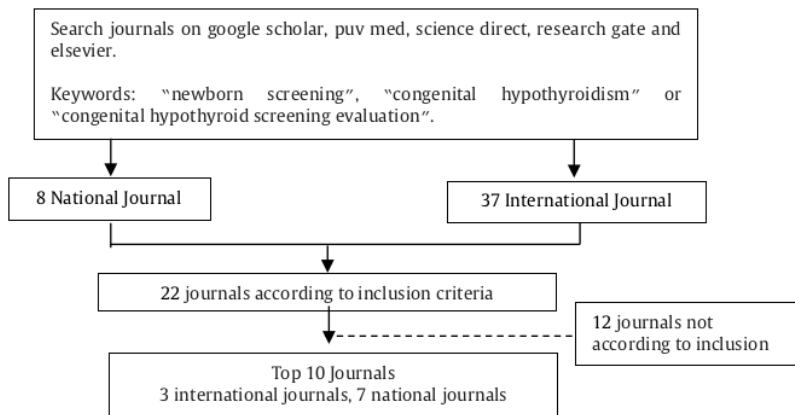 Search journals on google scholar, puv med, science direct, research gate and
elsevier.
Keywords: “newborn screening”, “congenital hypothyroidism” or
“congenital hypothyroid screening evaluation”.
8 National Journal
37 International Journal
22 journals according to inclusion criteria
12 journals not
according to inclusion
Top 10 Journals
3 international journals, 7 national journals